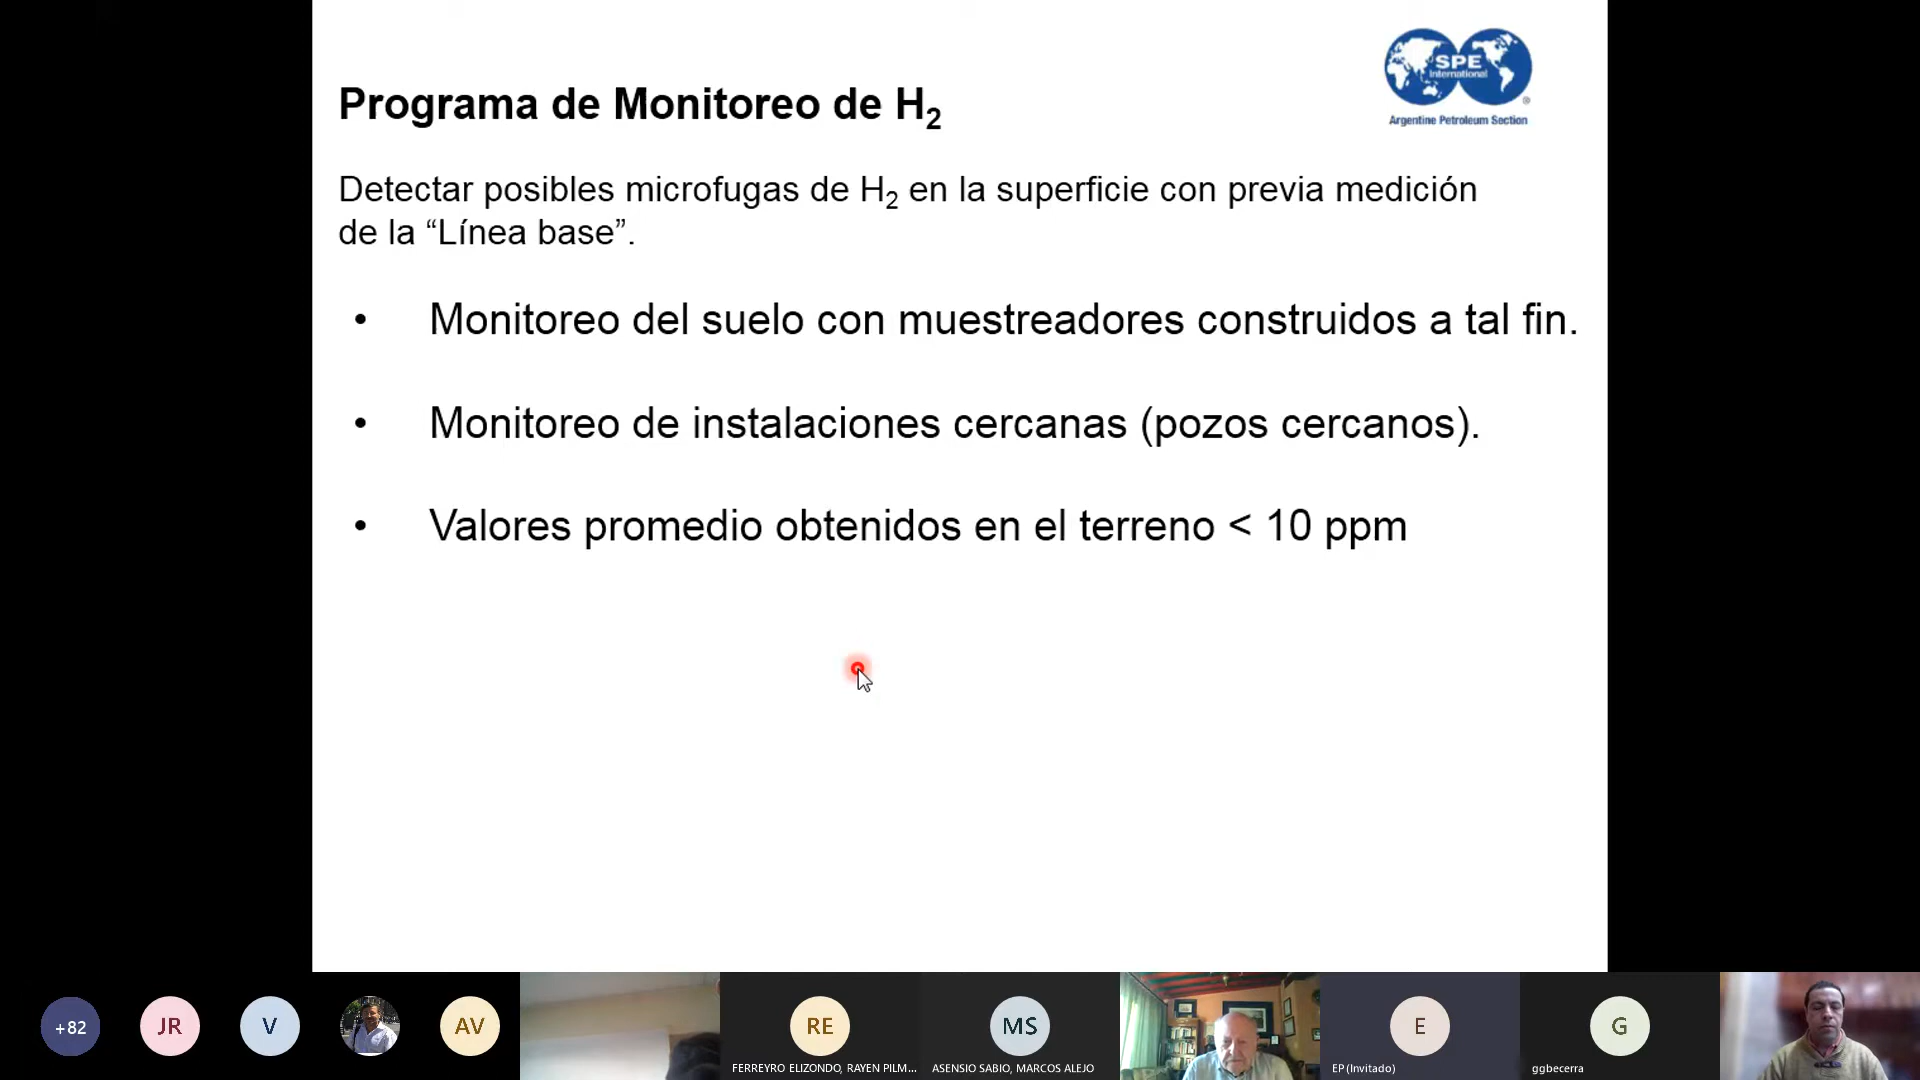 SPE
International
®
Argentine Petroleum Section
Programa de Monitoreo de H₂
Detectar posibles microfugas de H₂ en la superficie con previa medición
de la “Línea base”.
• Monitoreo del suelo con muestreadores construidos a tal fin.
• Monitoreo de instalaciones cercanas (pozos cercanos).
• Valores promedio obtenidos en el terreno < 10 ppm
+82
JR
V
AV
RE
FERREYRO ELIZONDO, RAYEN PILM...
MS
ASENSIO SABIO, MARCOS ALEJO
E
EP (Invitado)
G
ggbecerra